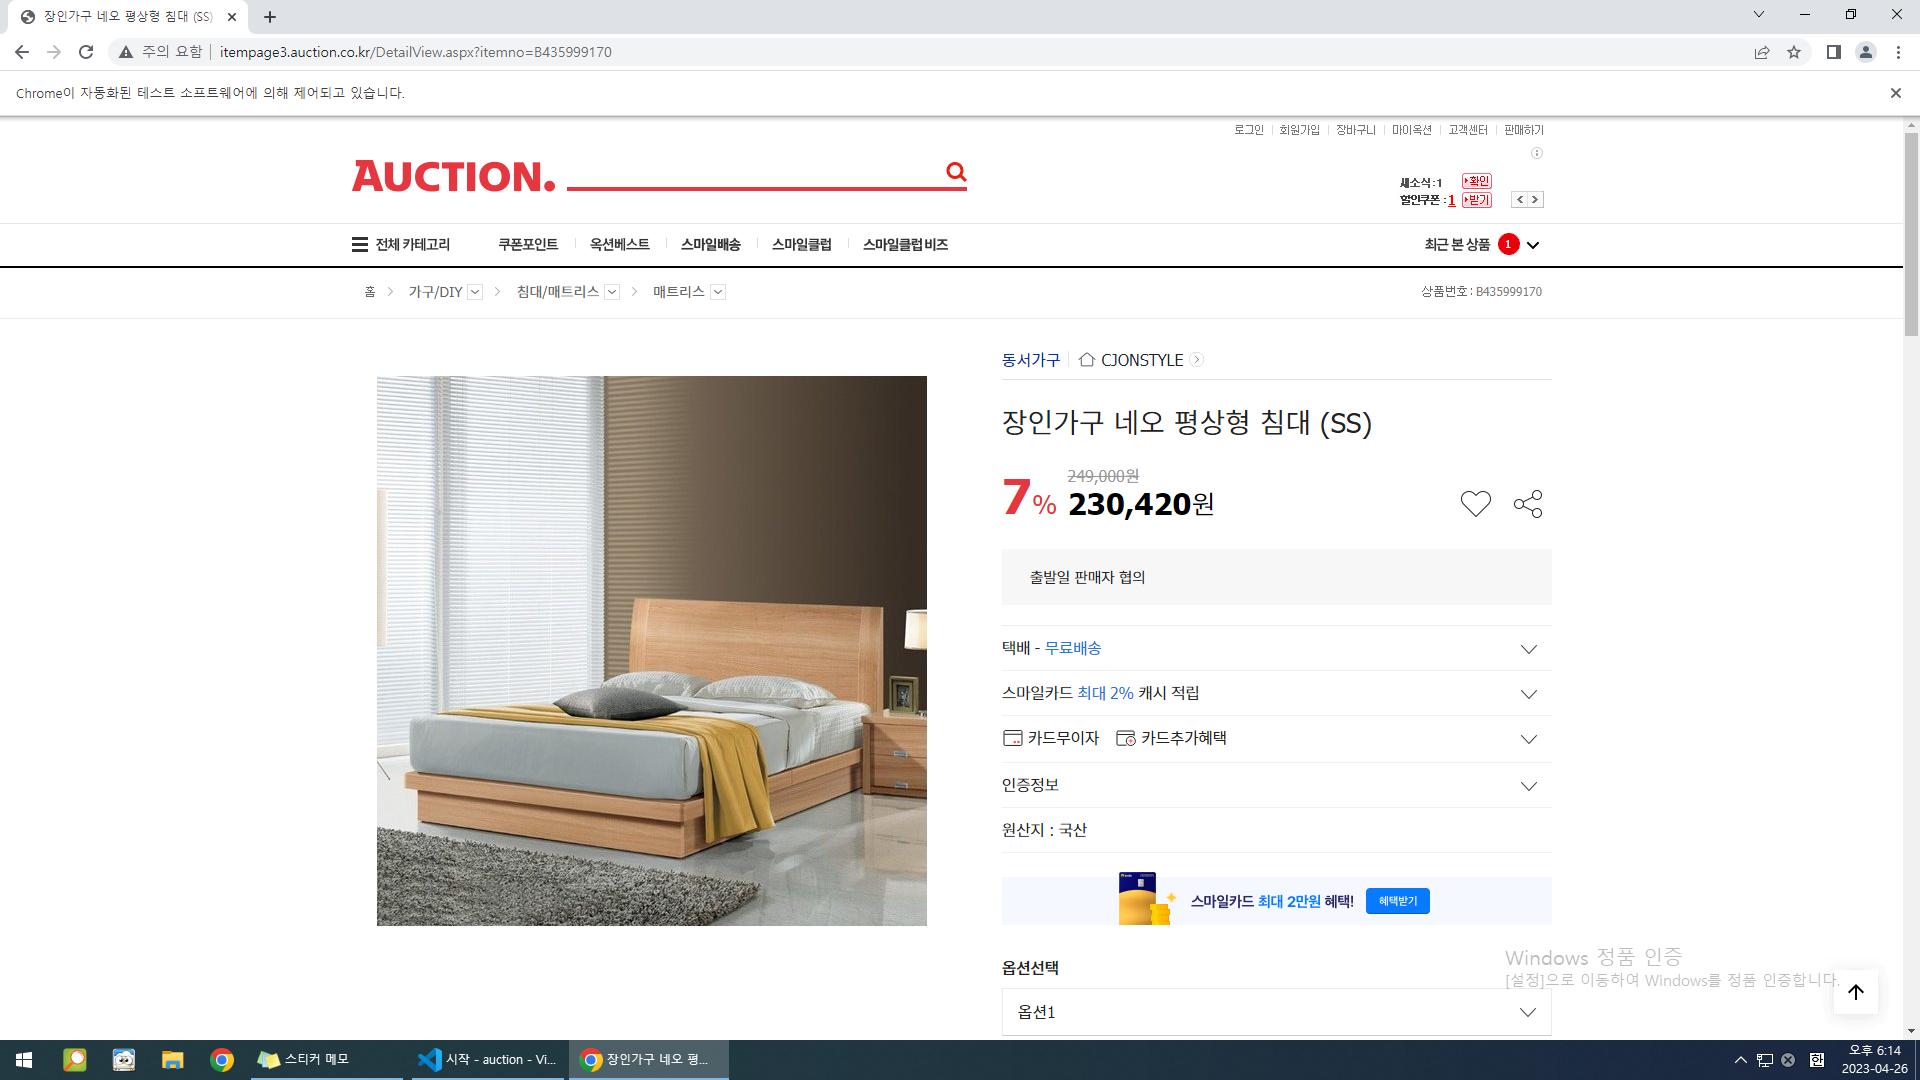 장인가구 네오 평상형 침대 (SS)
주의 요함
itempage3.auction.co.kr/DetailView.aspx?itemno=B435999170
Chrome이 자동화된 테스트 소프트웨어에 의해 제어되고 있습니다.
로그인 회원가입 장바구니 마이옥션 고객센터 판매하기
AUCTION.
새소식:1 확인
할인쿠폰:1 받기
전체 카테고리 쿠폰포인트 옥션베스트 스마일배송 스마일클럽 스마일클럽 비즈 최근 본 상품 1
홈 > 가구/DIY > 침대/매트리스 > 매트리스 상품번호 : B435999170
동서가구 CJONSTYLE
장인가구 네오 평상형 침대 (SS)
249,000원
7% 230,420원
출발일 판매자 협의
택배 - 무료배송
스마일카드 최대 2% 캐시 적립
카드무이자 카드추가혜택
인증정보
원산지 : 국산
스마일카드 최대 2만원 혜택! 혜택받기
옵션선택
옵션1
Windows 정품 인증
[설정]으로 이동하여 Windows를 정품 인증합니다.
스티커 메모
시작 - auction - Vi...
장인가구 네오 평...
한
오후 6:14
2023-04-26